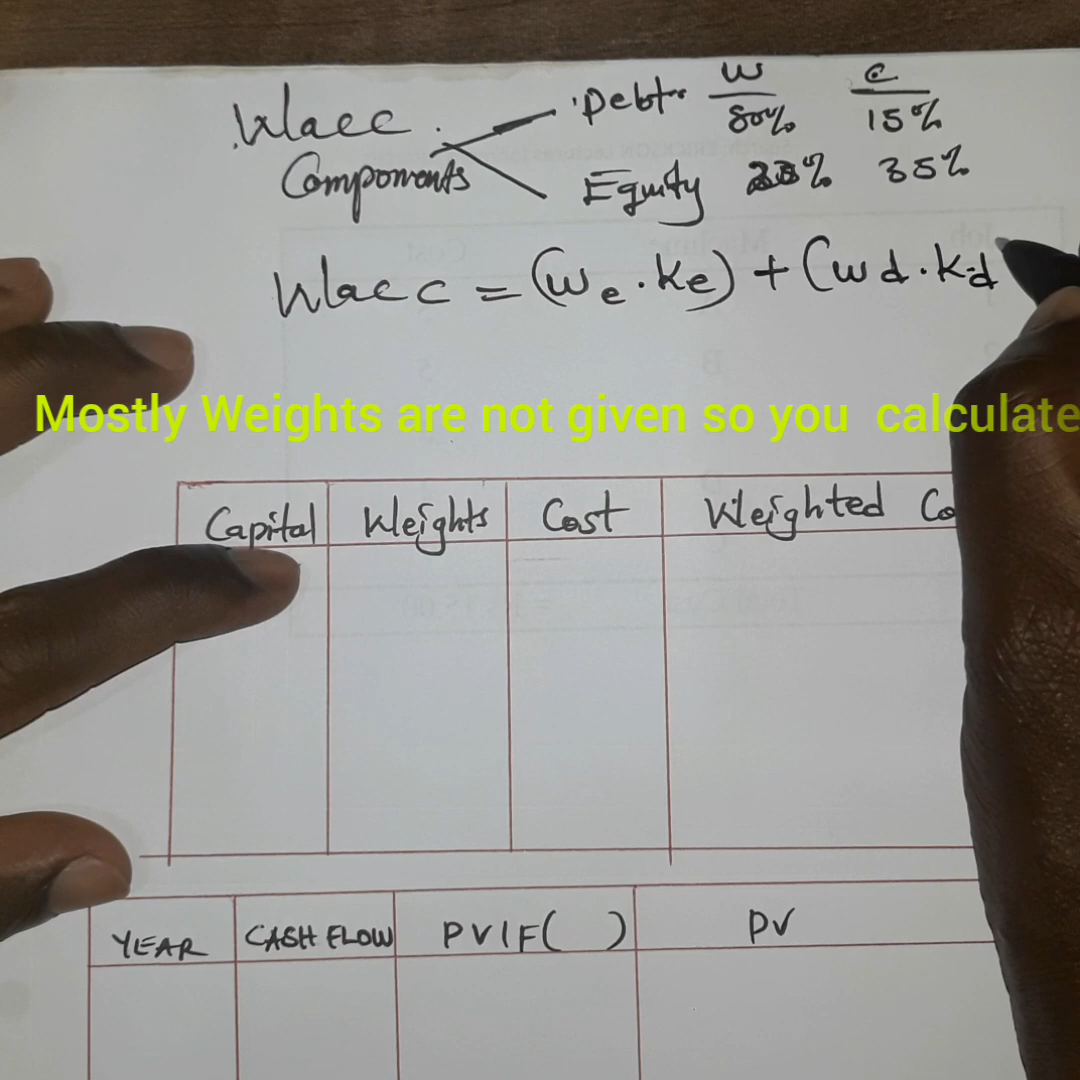 Wacc
Components
Debt W C
80% 15%
Equity 35%
Wacc = (We . Ke) + (Wd . Kd
Mostly Weights are not given so you calculate
Capital Weights Cost Weighted Co
YEAR CASH FLOW PVIF( ) PV